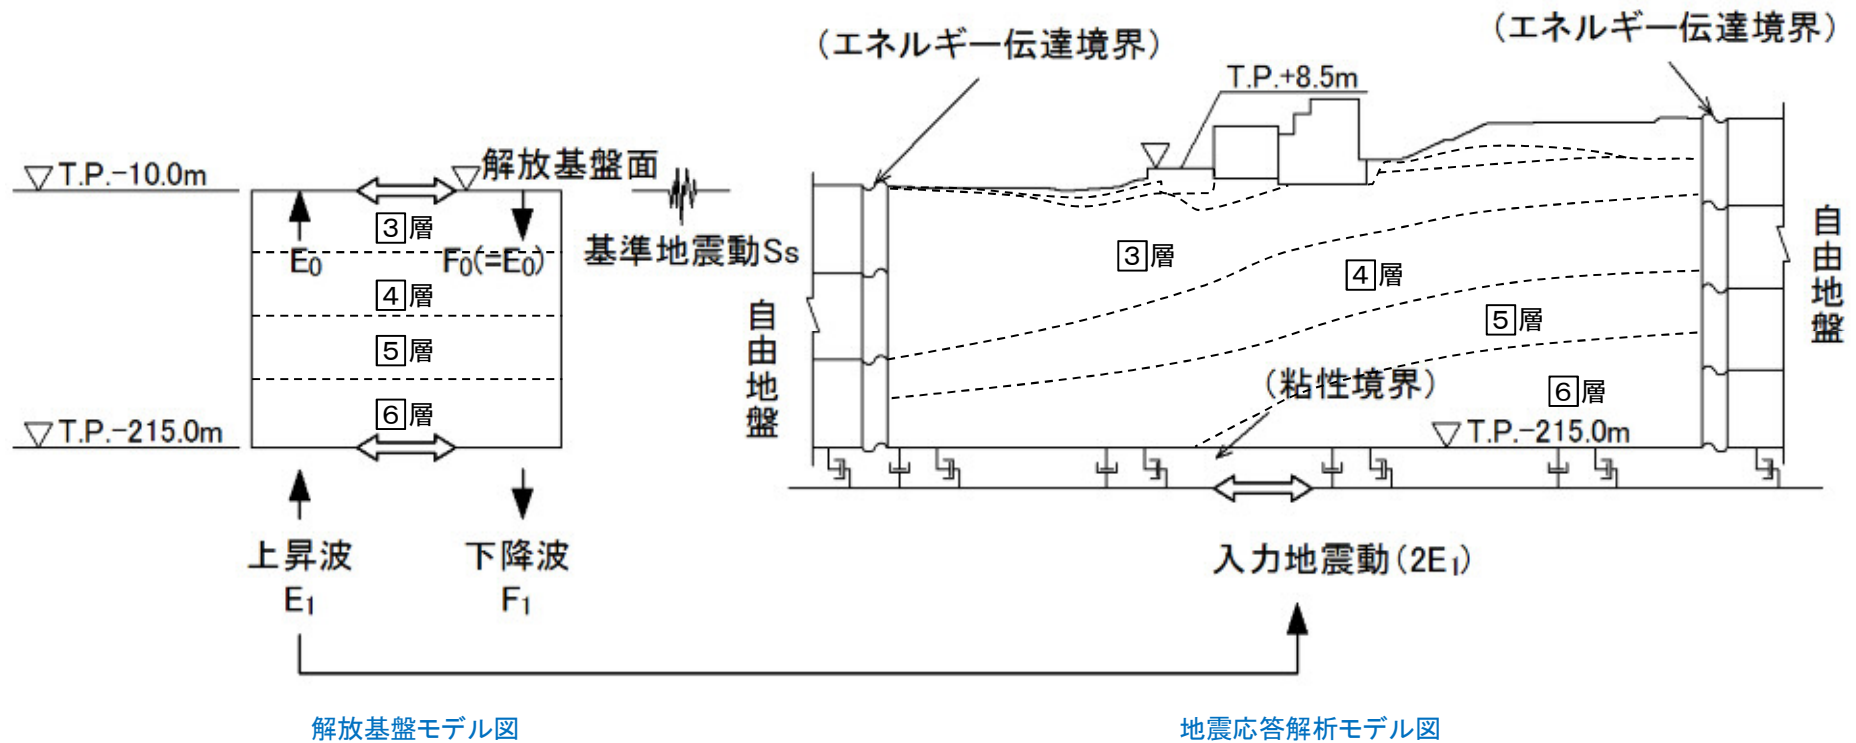 (エネルギー伝達境界)
(エネルギー伝達境界)
T.P.+8.5m
T.P.-10.0m
解放基盤面
3層
E0
F0(=E0)
基準地震動Ss
4層
5層
6層
T.P.-215.0m
自由地盤
3層
4層
5層
6層
(粘性境界)
T.P.-215.0m
自由地盤
上昇波
E1
下降波
F1
入力地震動(2E1)
解放基盤モデル図
地震応答解析モデル図